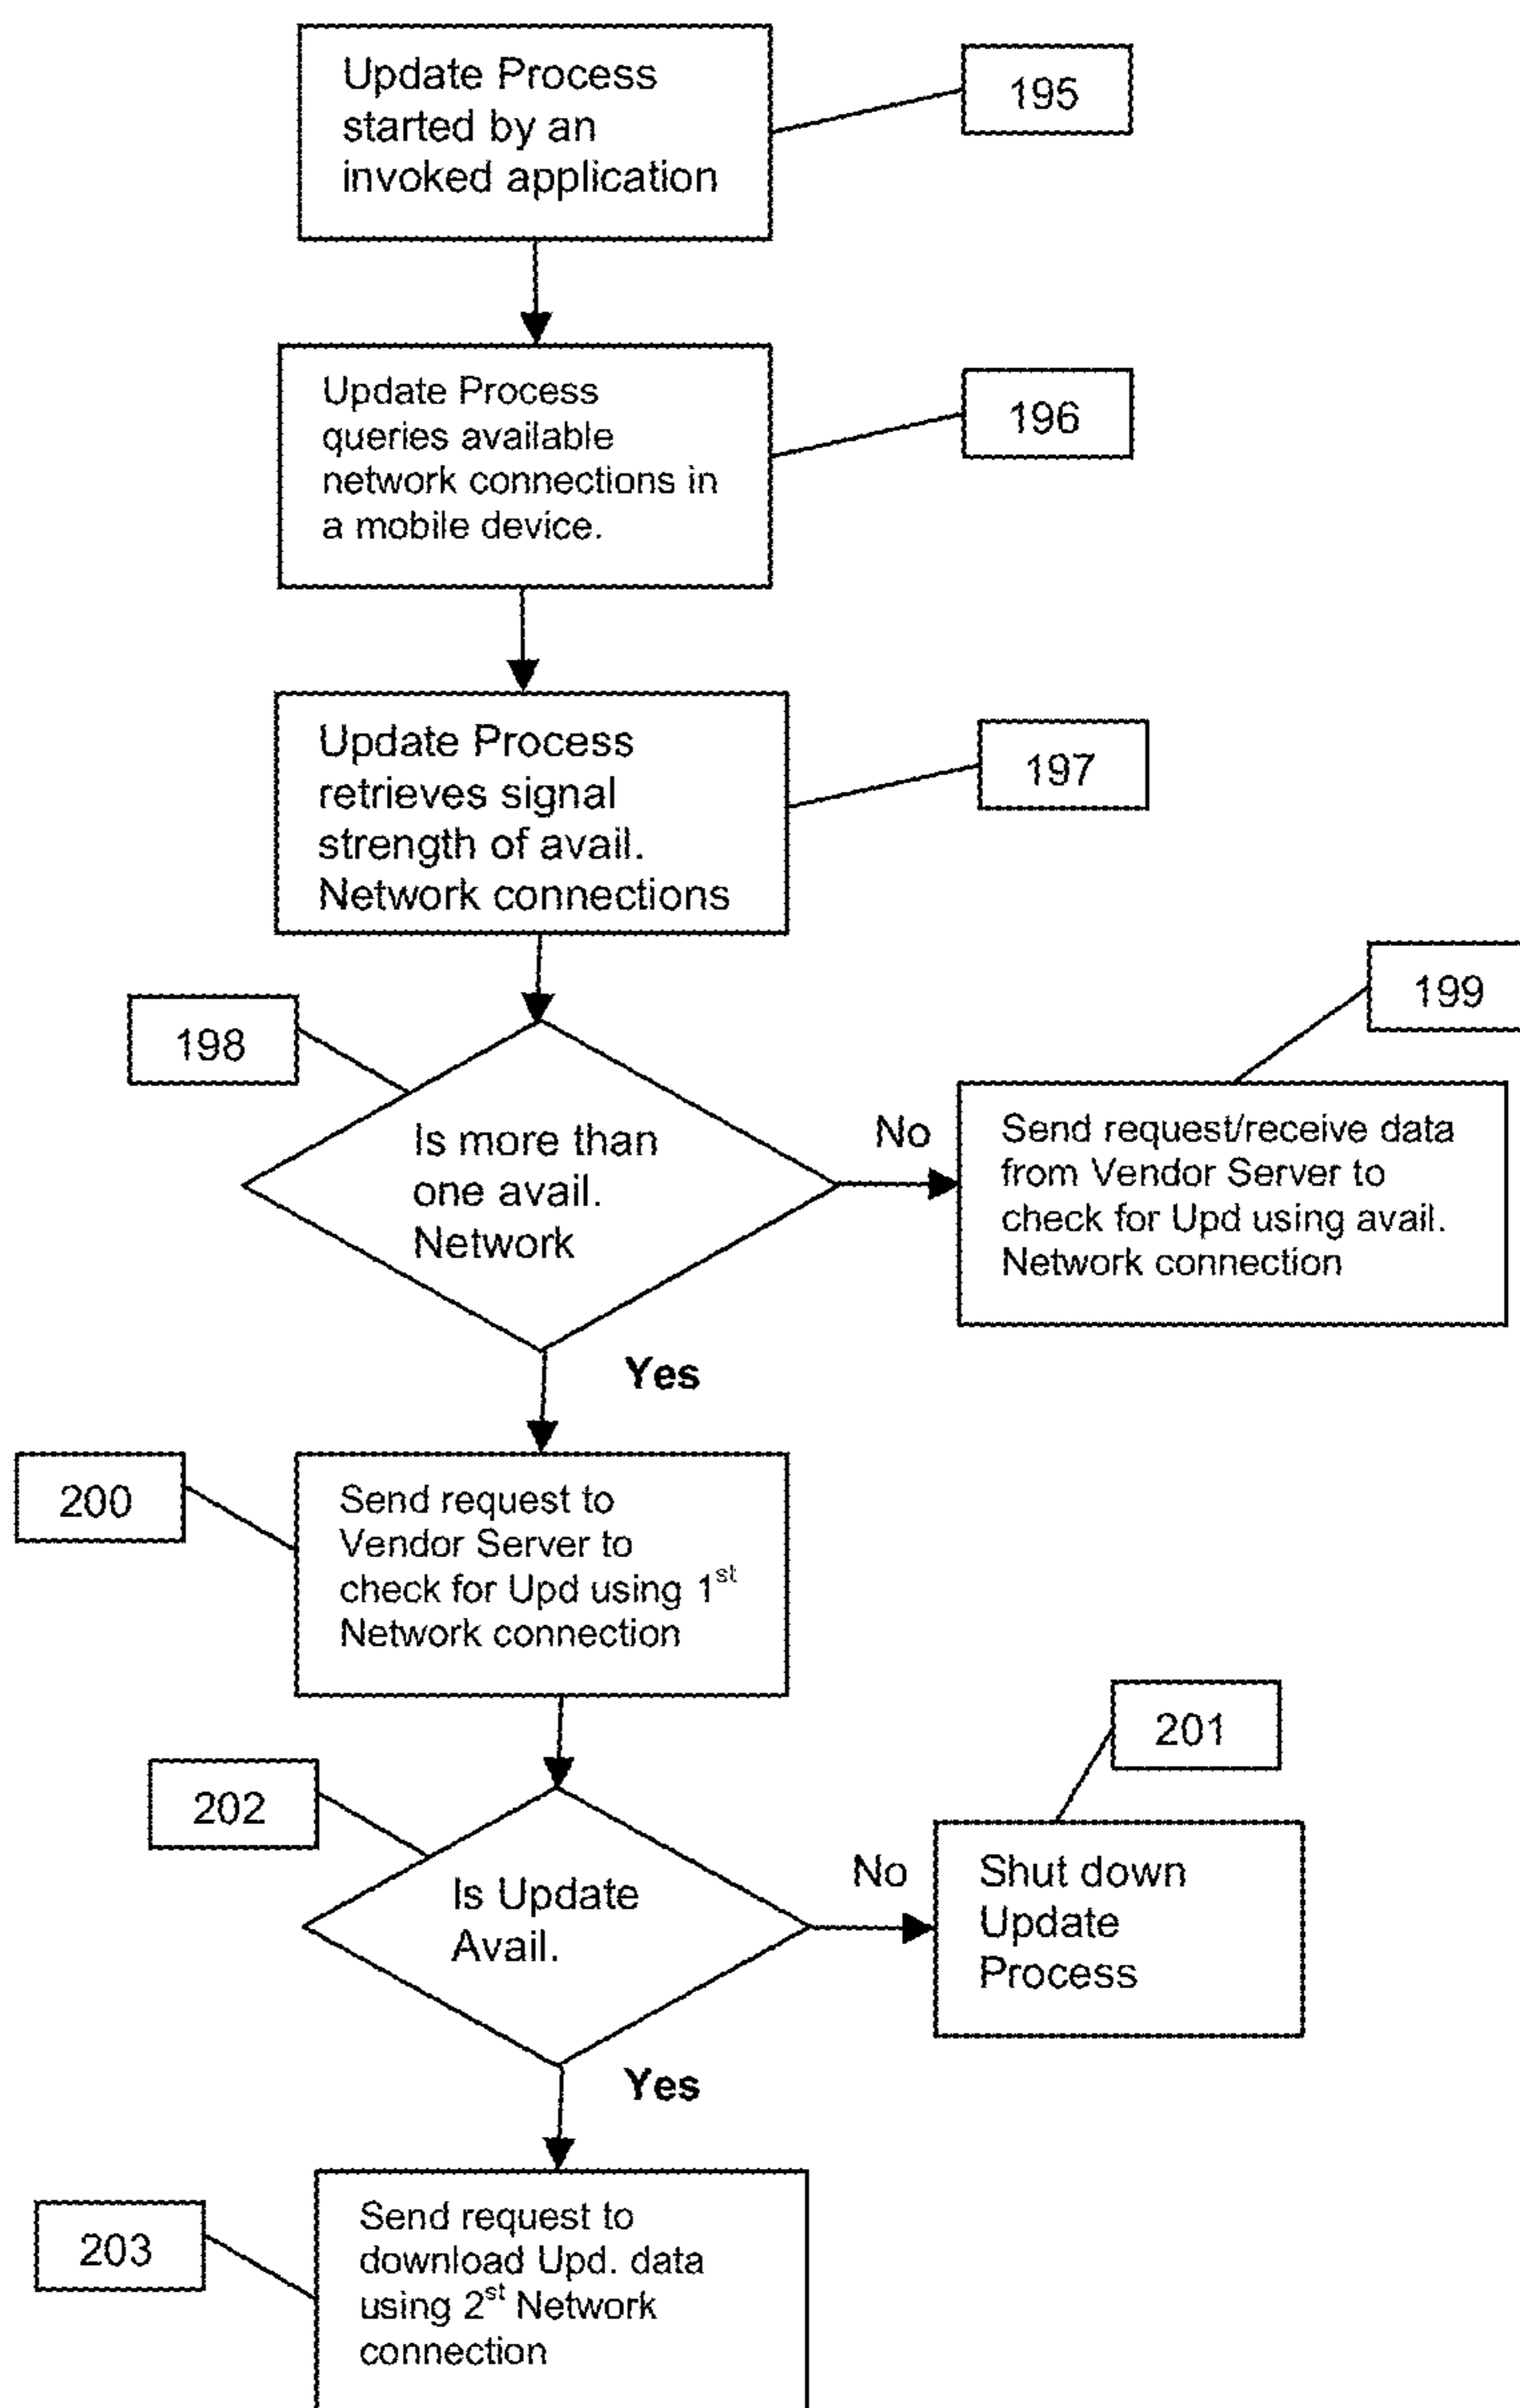 Update Process
started by an
invoked application
195
Update Process
queries available
network connections in
a mobile device.
196
Update Process
retrieves signal
strength of avail.
Network connections
197
198
Is more than
one avail.
Network
No
199
Send request/receive data
from Vendor Server to
check for Upd using avail.
Network connection
Yes
200
Send request to
Vendor Server to
check for Upd using 1st
Network connection
202
Is Update
Avail.
No
201
Shut down
Update
Process
Yes
203
Send request to
download Upd. data
using 2st Network
connection